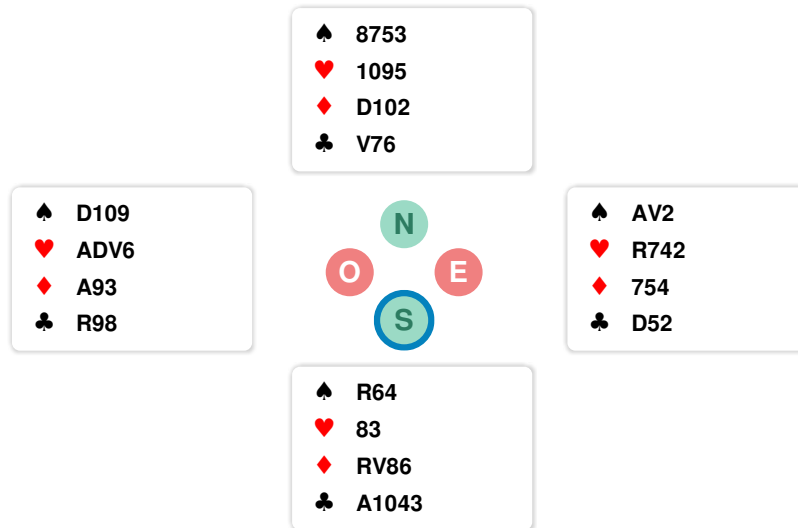 ♠ 8753
♥ 1095
♦ D102
♣ V76
♠ D109
♥ ADV6
♦ A93
♣ R98
N
O E
S
♠ AV2
♥ R742
♦ 754
♣ D52
♠ R64
♥ 83
♦ RV86
♣ A1043